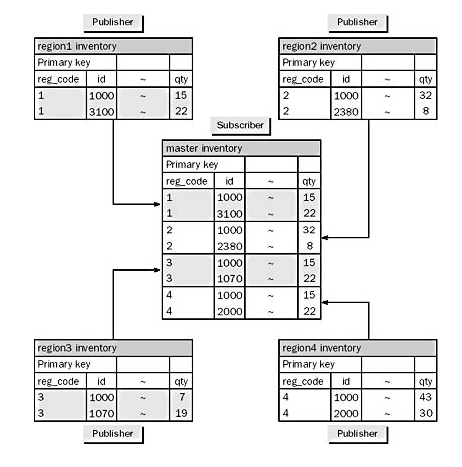 Publisher
Publisher
region1 inventory
Primary key
reg_code id ~ qty
1 1000 ~ 15
1 3100 ~ 22
region2 inventory
Primary key
reg_code id ~ qty
2 1000 ~ 32
2 2380 ~ 8
Subscriber
master inventory
Primary key
reg_code id ~ qty
1 1000 ~ 15
1 3100 ~ 22
2 1000 ~ 32
2 2380 ~ 8
3 1000 ~ 15
3 1070 ~ 22
4 1000 ~ 15
4 2000 ~ 22
region3 inventory
Primary key
reg_code id ~ qty
3 1000 ~ 7
3 1070 ~ 19
Publisher
region4 inventory
Primary key
reg_code id ~ qty
4 1000 ~ 43
4 2000 ~ 30
Publisher